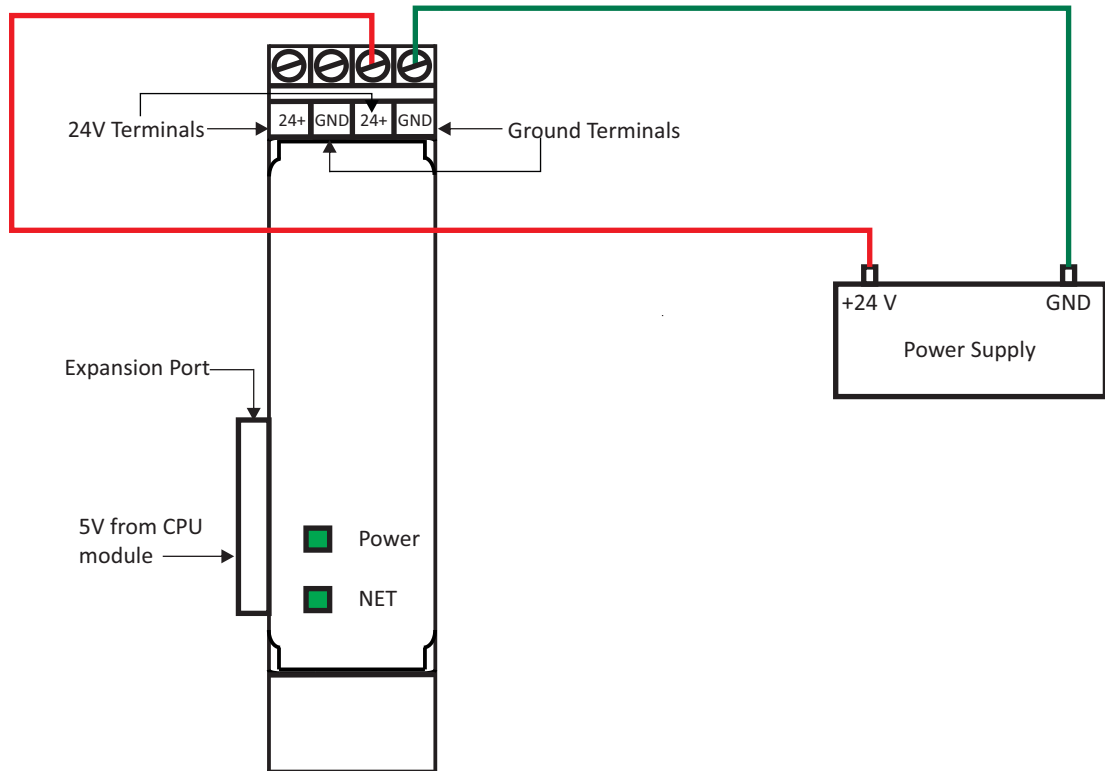 24+ GND 24+ GND
24V Terminals
Ground Terminals
+24 V
GND
Power Supply
Expansion Port
5V from CPU
module
Power
NET